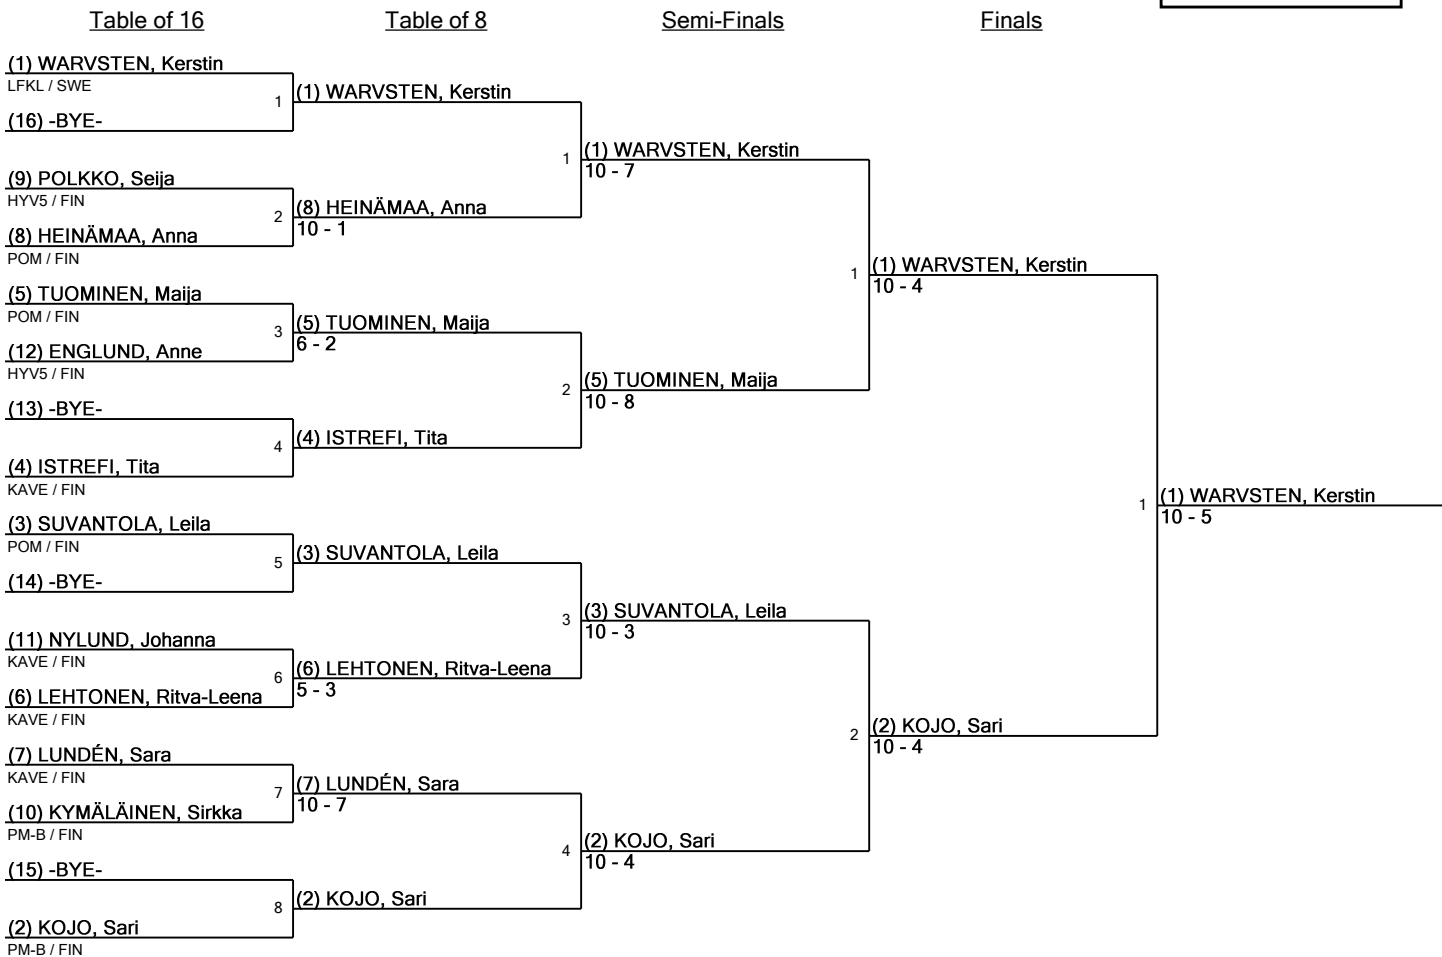 Table of 16
Table of 8
Semi-Finals
Finals
(1) WARVSTEN, Kerstin
LFKL / SWE
(16) -BYE-
(9) POLKKO, Seija
HYV5 / FIN
(8) HEINÄMAA, Anna
POM / FIN
(5) TUOMINEN, Maija
POM / FIN
(12) ENGLUND, Anne
HYV5 / FIN
(13) -BYE-
(4) ISTREFI, Tita
KAVE / FIN
(3) SUVANTOLA, Leila
POM / FIN
(14) -BYE-
(11) NYLUND, Johanna
KAVE / FIN
(6) LEHTONEN, Ritva-Leena
KAVE / FIN
(7) LUNDÉN, Sara
KAVE / FIN
(10) KYMÄLÄINEN, Sirkka
PM-B / FIN
(15) -BYE-
(2) KOJO, Sari
PM-B / FIN
1
(1) WARVSTEN, Kerstin
2
(8) HEINÄMAA, Anna
10 - 1
3
(5) TUOMINEN, Maija
6 - 2
4
(4) ISTREFI, Tita
5
(3) SUVANTOLA, Leila
6
(6) LEHTONEN, Ritva-Leena
5 - 3
7
(7) LUNDÉN, Sara
10 - 7
8
(2) KOJO, Sari
1
(1) WARVSTEN, Kerstin
10 - 7
2
(5) TUOMINEN, Maija
10 - 8
3
(3) SUVANTOLA, Leila
10 - 3
4
(2) KOJO, Sari
10 - 4
1
(1) WARVSTEN, Kerstin
10 - 4
2
(2) KOJO, Sari
10 - 4
1
(1) WARVSTEN, Kerstin
10 - 5